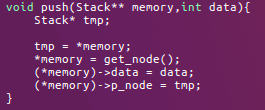 void push(Stack** memory,int data){
    Stack* tmp;

    tmp = *memory;
    *memory = get_node();
    (*memory)->data = data;
    (*memory)->p_node = tmp;
}